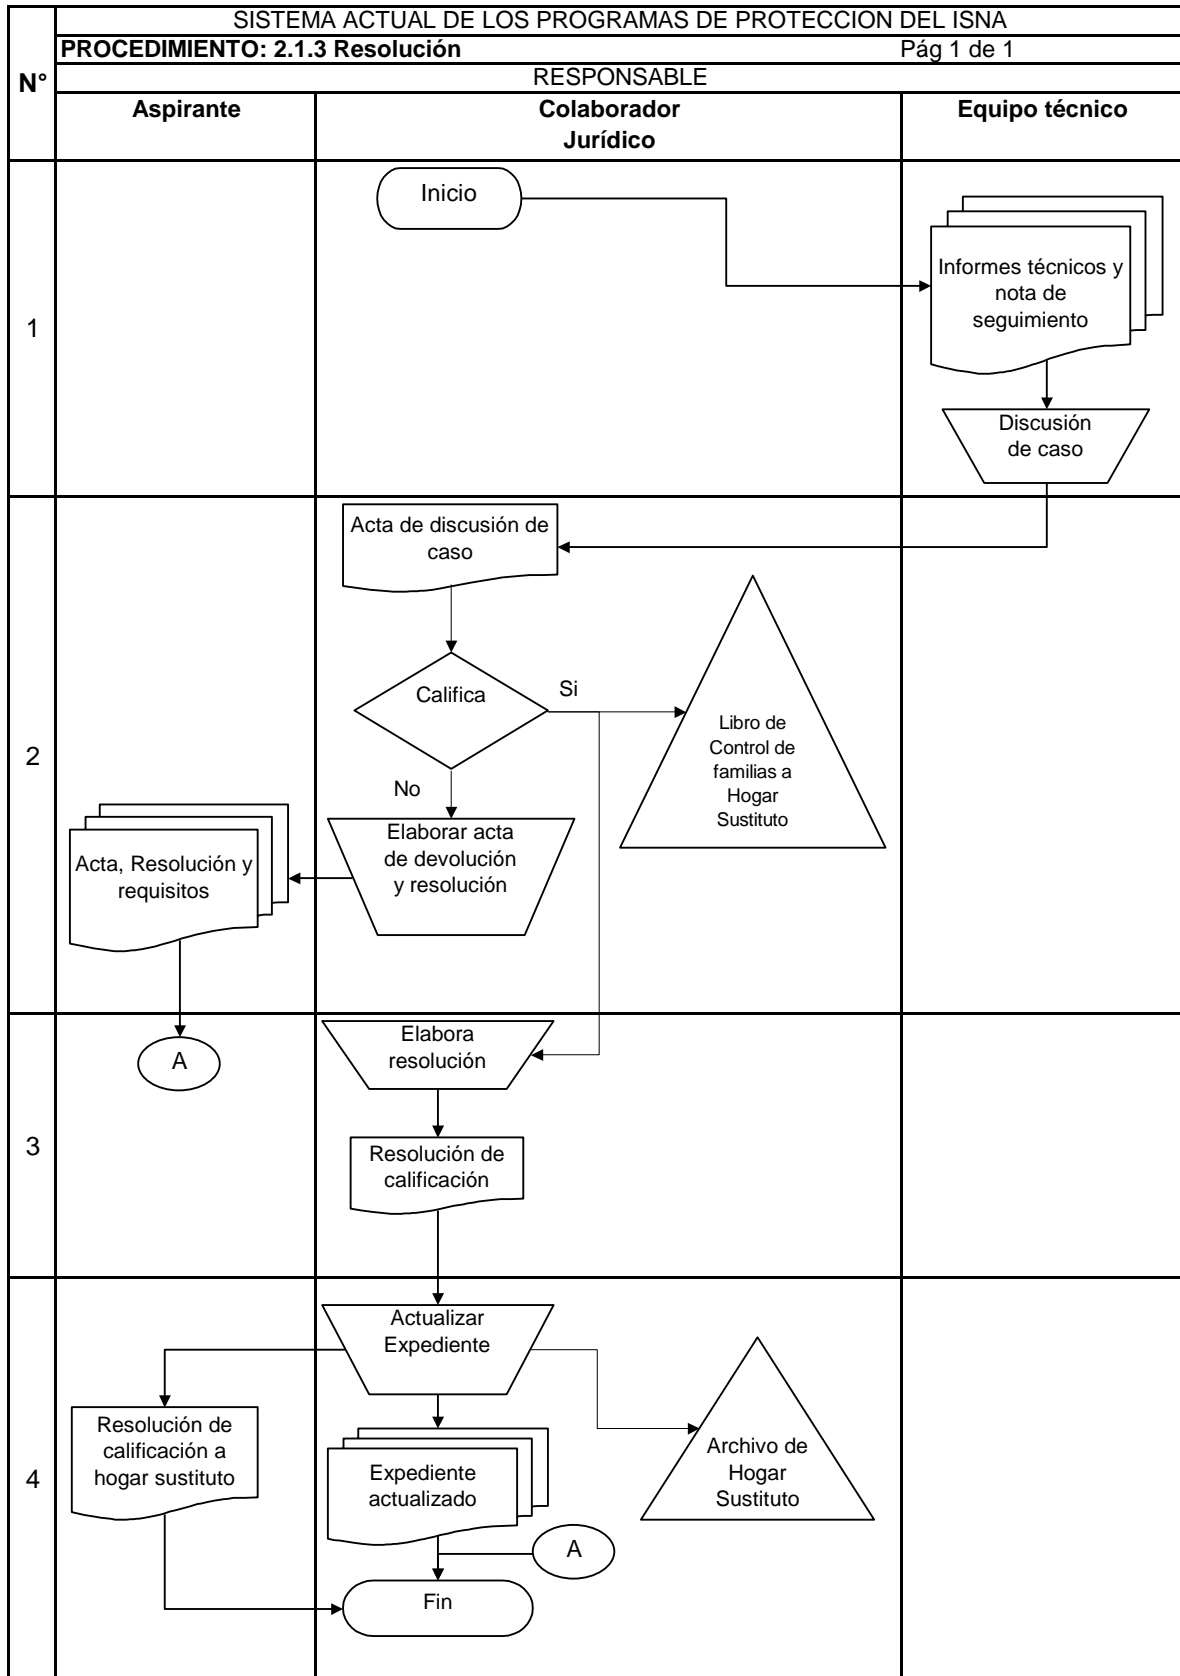 SISTEMA ACTUAL DE LOS PROGRAMAS DE PROTECCION DEL ISNA
PROCEDIMIENTO: 2.1.3 Resolución Pág 1 de 1
N°
RESPONSABLE
Aspirante
Colaborador
Jurídico
Equipo técnico
1
Inicio
Informes técnicos y
nota de
seguimiento
Discusión
de caso
2
Acta de discusión de
caso
Califica
Si
No
Libro de
Control de
familias a
Hogar
Sustituto
Elaborar acta
de devolución
y resolución
Acta, Resolución y
requisitos
3
A
Elabora
resolución
Resolución de
calificación
4
Actualizar
Expediente
Resolución de
calificación a
hogar sustituto
Expediente
actualizado
Archivo de
Hogar
Sustituto
A
Fin